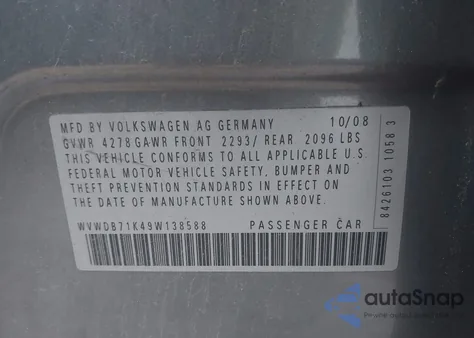 MFD BY VOLKSWAGEN AG GERMANY 10/08
GVWR 4278 GAWR FRONT 2293/ REAR 2096 LBS
THIS VEHICLE CONFORMS TO ALL APPLICABLE U.S.
FEDERAL MOTOR VEHICLE SAFETY, BUMPER AND
THEFT PREVENTION STANDARDS IN EFFECT ON
THE DATE OF MANUFACTURE SHOWN ABOVE.
WVWDB71K49W138588 PASSENGER CAR
8426103 1058 3
autoSnap